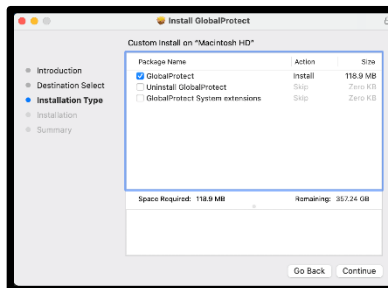 Install GlobalProtect
Custom Install on "Macintosh HD"
Introduction
Destination Select
Installation Type
Installation
Summary
Package Name Action Size
GlobalProtect Install 118.9 MB
Uninstall GlobalProtect Skip Zero KB
GlobalProtect System extensions Skip Zero KB
Space Required: 118.9 MB Remaining: 357.24 GB
Go Back Continue